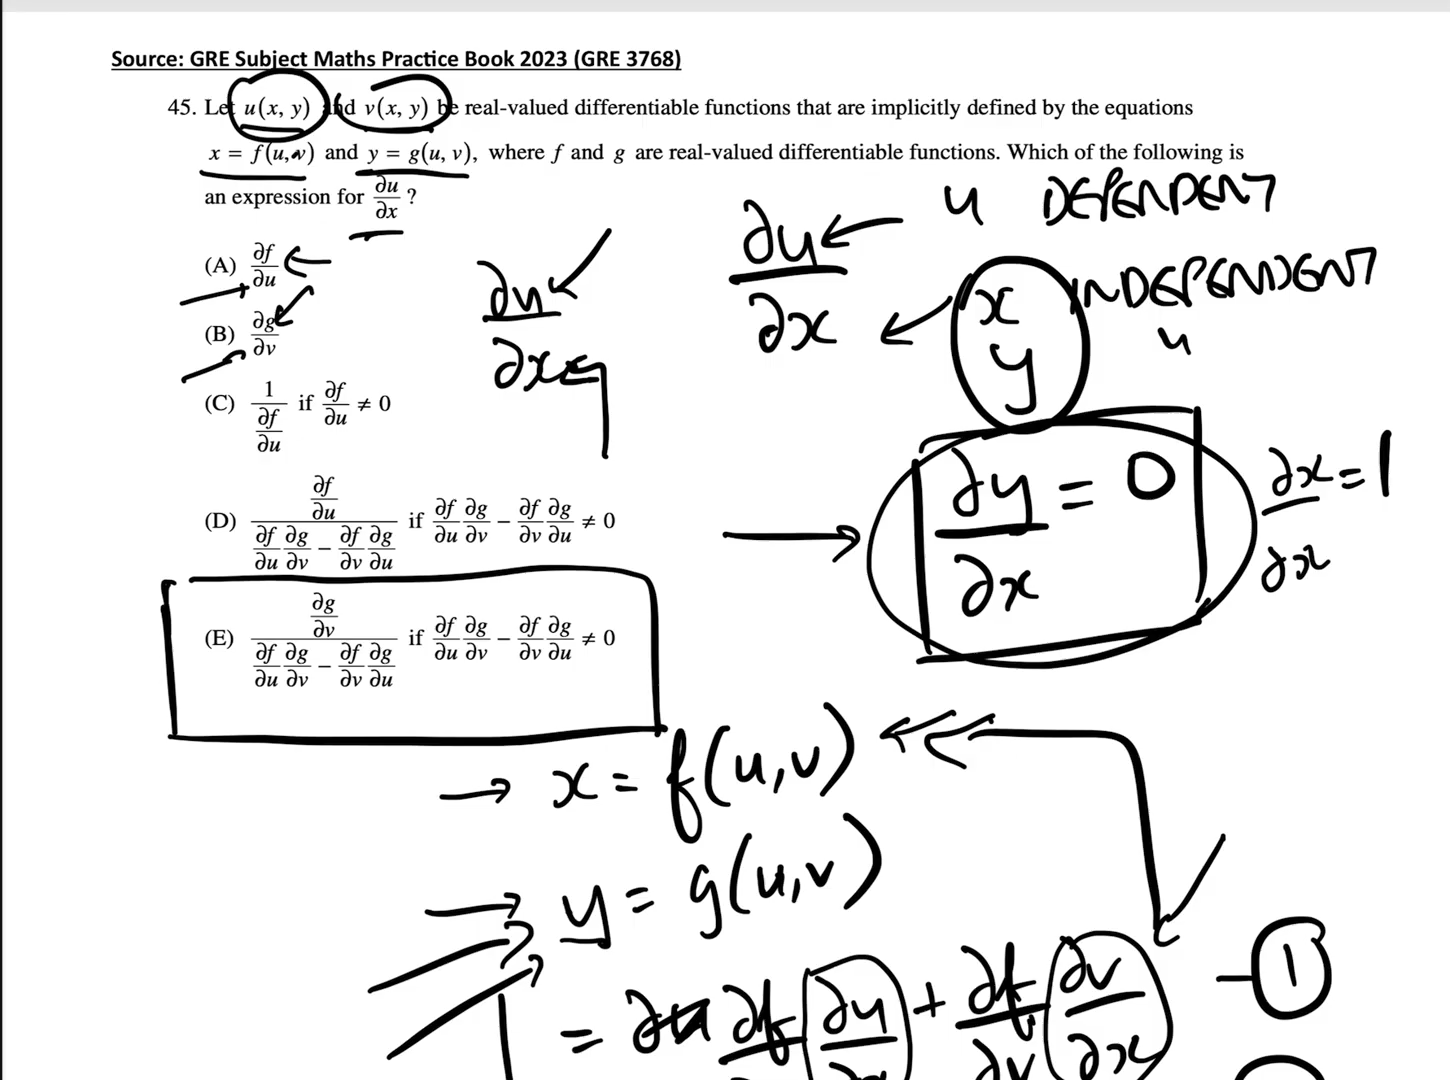 Source: GRE Subject Maths Practice Book 2023 (GRE 3768)
45. Let u(x, y) and v(x, y) be real-valued differentiable functions that are implicitly defined by the equations
x = f(u, v) and y = g(u, v), where f and g are real-valued differentiable functions. Which of the following is
an expression for ∂u/∂x ?
(A) ∂f/∂u
(B) ∂g/∂v
(C) 1/(∂f/∂u) if ∂f/∂u ≠ 0
(D) (∂f/∂u)/(∂f/∂u ∂g/∂v − ∂f/∂v ∂g/∂u) if ∂f/∂u ∂g/∂v − ∂f/∂v ∂g/∂u ≠ 0
(E) (∂g/∂v)/(∂f/∂u ∂g/∂v − ∂f/∂v ∂g/∂u) if ∂f/∂u ∂g/∂v − ∂f/∂v ∂g/∂u ≠ 0
∂u/∂x
∂u/∂x
u DEPENDENT
x INDEPENDENT
y
u
∂y/∂x = 0
∂x/∂x = 1
x = f(u,v)
y = g(u,v)
= ∂f ∂u + ∂f/∂v ∂v/∂x
1